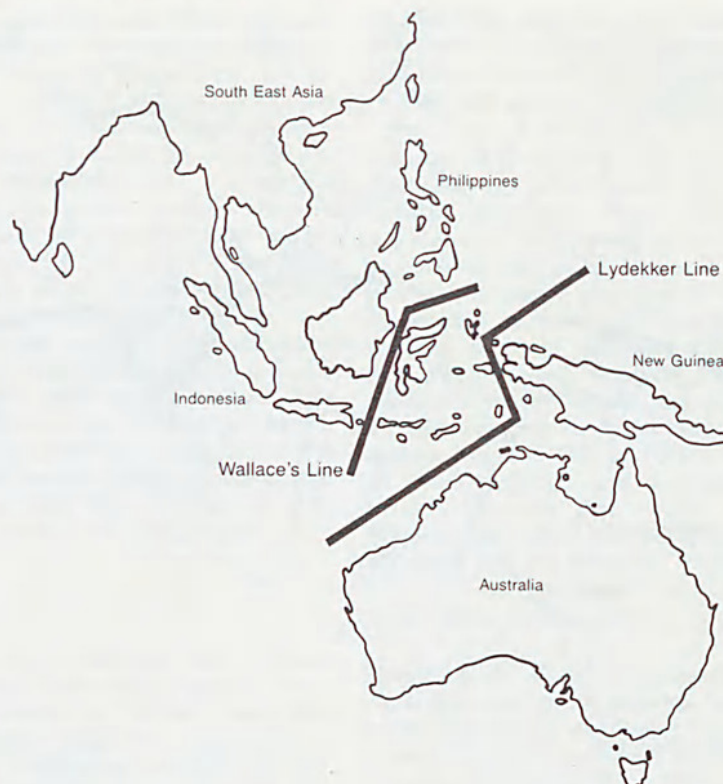 South East Asia
Philippines
Lydekker Line
New Guinea
Indonesia
Wallace's Line
Australia